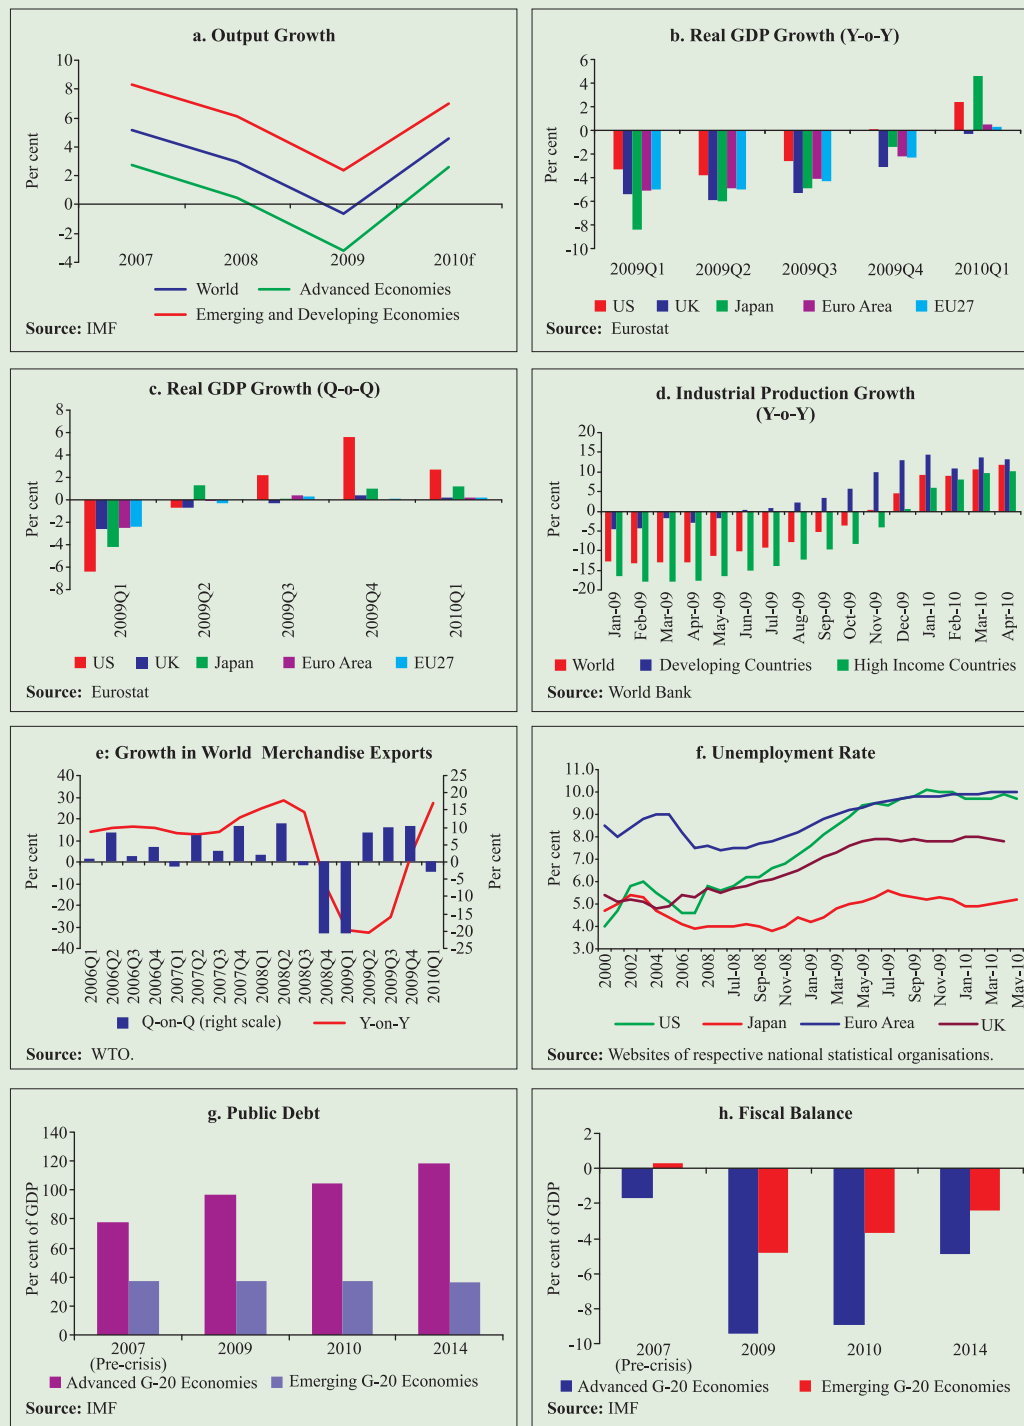 a. Output Growth
10
8
6
4
2
0
-2
-4
Per cent
2007 2008 2009 2010f
World Advanced Economies
Emerging and Developing Economies
Source: IMF
b. Real GDP Growth (Y-o-Y)
6
4
2
0
-2
-4
-6
-8
-10
Per cent
2009Q1 2009Q2 2009Q3 2009Q4 2010Q1
US UK Japan Euro Area EU27
Source: Eurostat
c. Real GDP Growth (Q-o-Q)
8
6
4
2
0
-2
-4
-6
-8
Per cent
2009Q1 2009Q2 2009Q3 2009Q4 2010Q1
US UK Japan Euro Area EU27
Source: Eurostat
d. Industrial Production Growth
(Y-o-Y)
20
15
10
5
0
-5
-10
-15
-20
Per cent
Jan-09 Feb-09 Mar-09 Apr-09 May-09 Jun-09 Jul-09 Aug-09 Sep-09 Oct-09 Nov-09 Dec-09 Jan-10 Feb-10 Mar-10 Apr-10
World Developing Countries High Income Countries
Source: World Bank
e: Growth in World Merchandise Exports
40
30
20
10
0
-10
-20
-30
-40
Per cent
25
20
15
10
5
0
-5
-10
-15
-20
-25
Per cent
2006Q1 2006Q2 2006Q3 2006Q4 2007Q1 2007Q2 2007Q3 2007Q4 2008Q1 2008Q2 2008Q3 2008Q4 2009Q1 2009Q2 2009Q3 2009Q4 2010Q1
Q-on-Q (right scale) Y-on-Y
Source: WTO.
f. Unemployment Rate
11.0
10.0
9.0
8.0
7.0
6.0
5.0
4.0
3.0
Per cent
2000 2002 2004 2006 2008 Jul-08 Sep-08 Nov-08 Jan-09 Mar-09 May-09 Jul-09 Sep-09 Nov-09 Jan-10 Mar-10 May-10
US Japan Euro Area UK
Source: Websites of respective national statistical organisations.
g. Public Debt
140
120
100
80
60
40
20
0
Per cent of GDP
2007 2009 2010 2014
(Pre-crisis)
Advanced G-20 Economies Emerging G-20 Economies
Source: IMF
h. Fiscal Balance
2
0
-2
-4
-6
-8
-10
Per cent of GDP
2007 2009 2010 2014
(Pre-crisis)
Advanced G-20 Economies Emerging G-20 Economies
Source: IMF